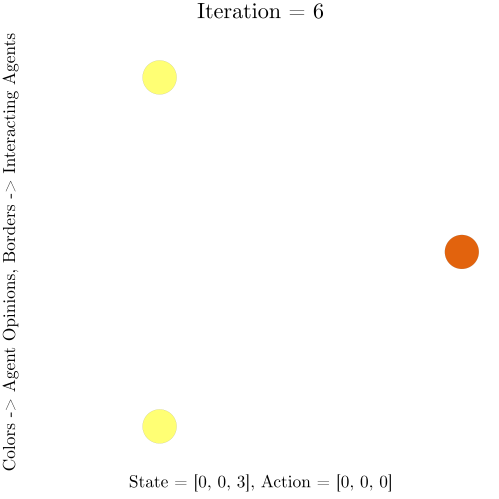 Iteration = 6
Colors -> Agent Opinions, Borders -> Interacting Agents
State = [0, 0, 3], Action = [0, 0, 0]